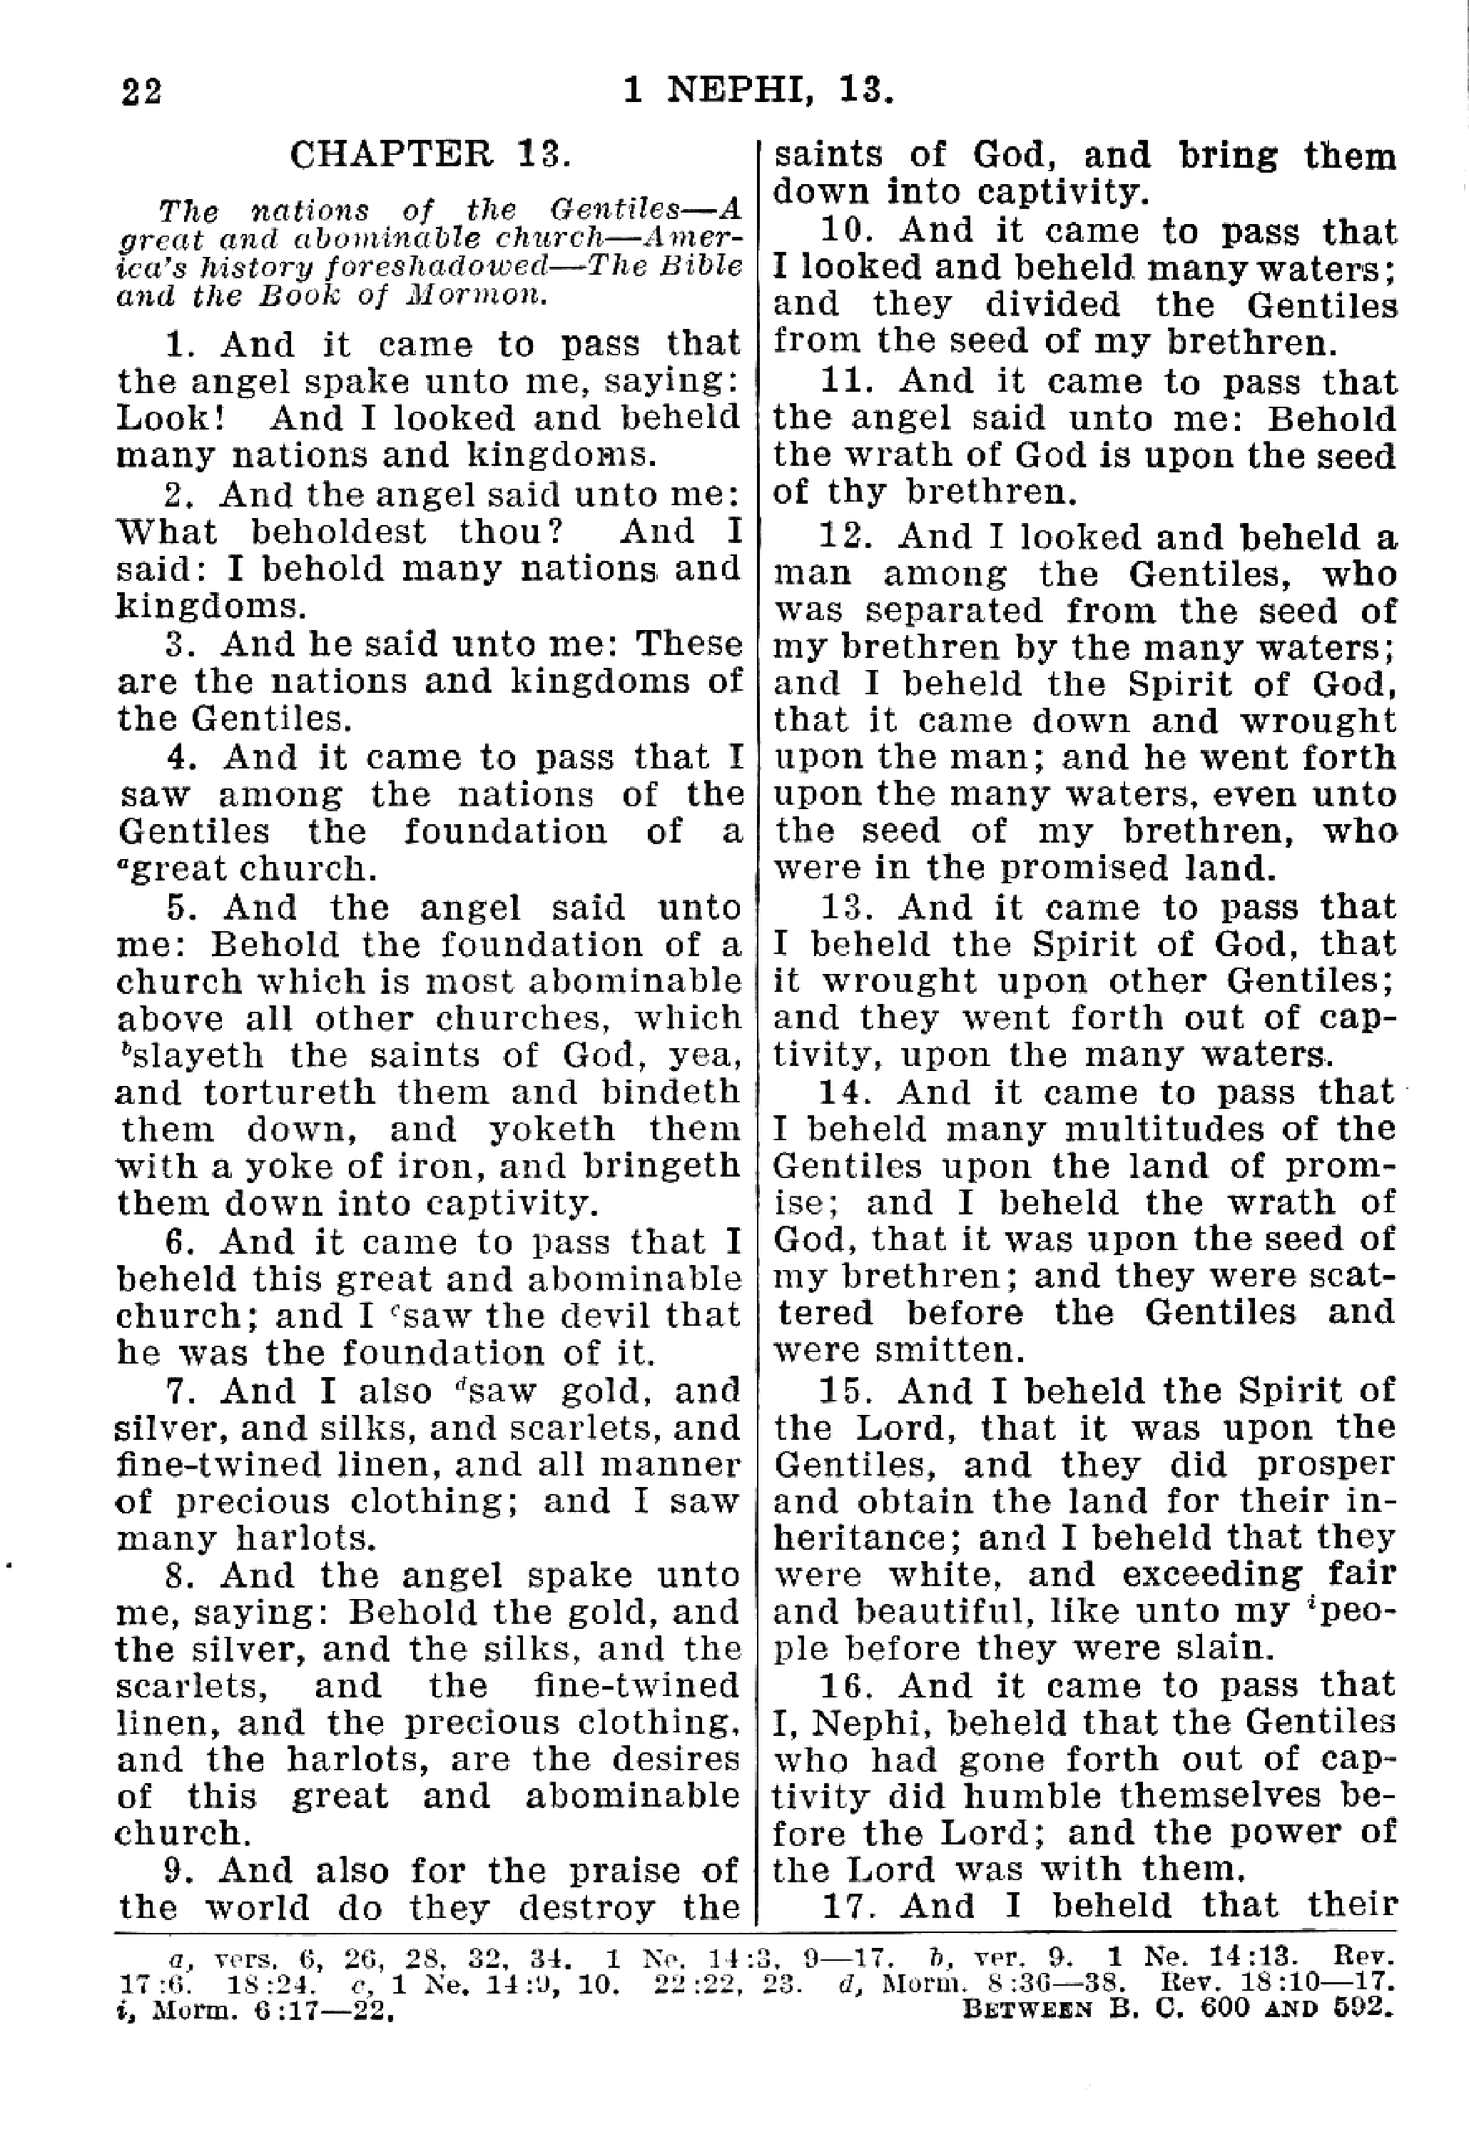 22
1 NEPHI, 13.
CHAPTER 13.
The nations of the Gentiles—A
great and abominable church—Amer-
ica's history foreshadowed—The Bible
and the Book of Mormon.
1. And it came to pass that
the angel spake unto me, saying:
Look! And I looked and beheld
many nations and kingdoms.
2. And the angel said unto me:
What beholdest thou? And I
said: I behold many nations and
kingdoms.
3. And he said unto me: These
are the nations and kingdoms of
the Gentiles.
4. And it came to pass that I
saw among the nations of the
Gentiles the foundation of a
ᵃgreat church.
5. And the angel said unto
me: Behold the foundation of a
church which is most abominable
above all other churches, which
ᵇslayeth the saints of God, yea,
and tortureth them and bindeth
them down, and yoketh them
with a yoke of iron, and bringeth
them down into captivity.
6. And it came to pass that I
beheld this great and abominable
church; and I ᶜsaw the devil that
he was the foundation of it.
7. And I also ᵈsaw gold, and
silver, and silks, and scarlets, and
fine-twined linen, and all manner
of precious clothing; and I saw
many harlots.
8. And the angel spake unto
me, saying: Behold the gold, and
the silver, and the silks, and the
scarlets, and the fine-twined
linen, and the precious clothing,
and the harlots, are the desires
of this great and abominable
church.
9. And also for the praise of
the world do they destroy the
saints of God, and bring them
down into captivity.
10. And it came to pass that
I looked and beheld many waters;
and they divided the Gentiles
from the seed of my brethren.
11. And it came to pass that
the angel said unto me: Behold
the wrath of God is upon the seed
of thy brethren.
12. And I looked and beheld a
man among the Gentiles, who
was separated from the seed of
my brethren by the many waters;
and I beheld the Spirit of God,
that it came down and wrought
upon the man; and he went forth
upon the many waters, even unto
the seed of my brethren, who
were in the promised land.
13. And it came to pass that
I beheld the Spirit of God, that
it wrought upon other Gentiles;
and they went forth out of cap-
tivity, upon the many waters.
14. And it came to pass that
I beheld many multitudes of the
Gentiles upon the land of prom-
ise; and I beheld the wrath of
God, that it was upon the seed of
my brethren; and they were scat-
tered before the Gentiles and
were smitten.
15. And I beheld the Spirit of
the Lord, that it was upon the
Gentiles, and they did prosper
and obtain the land for their in-
heritance; and I beheld that they
were white, and exceeding fair
and beautiful, like unto my ⁱpeo-
ple before they were slain.
16. And it came to pass that
I, Nephi, beheld that the Gentiles
who had gone forth out of cap-
tivity did humble themselves be-
fore the Lord; and the power of
the Lord was with them.
17. And I beheld that their
a, vers. 6, 26, 28, 32, 34. 1 Ne. 14:3, 9—17. b, ver. 9. 1 Ne. 14:13. Rev.
17:6. 18:24. c, 1 Ne. 14:9, 10. 22:22, 23. d, Morm. 8:36—38. Rev. 18:10—17.
i, Morm. 6:17—22. BETWEEN B. C. 600 AND 592.